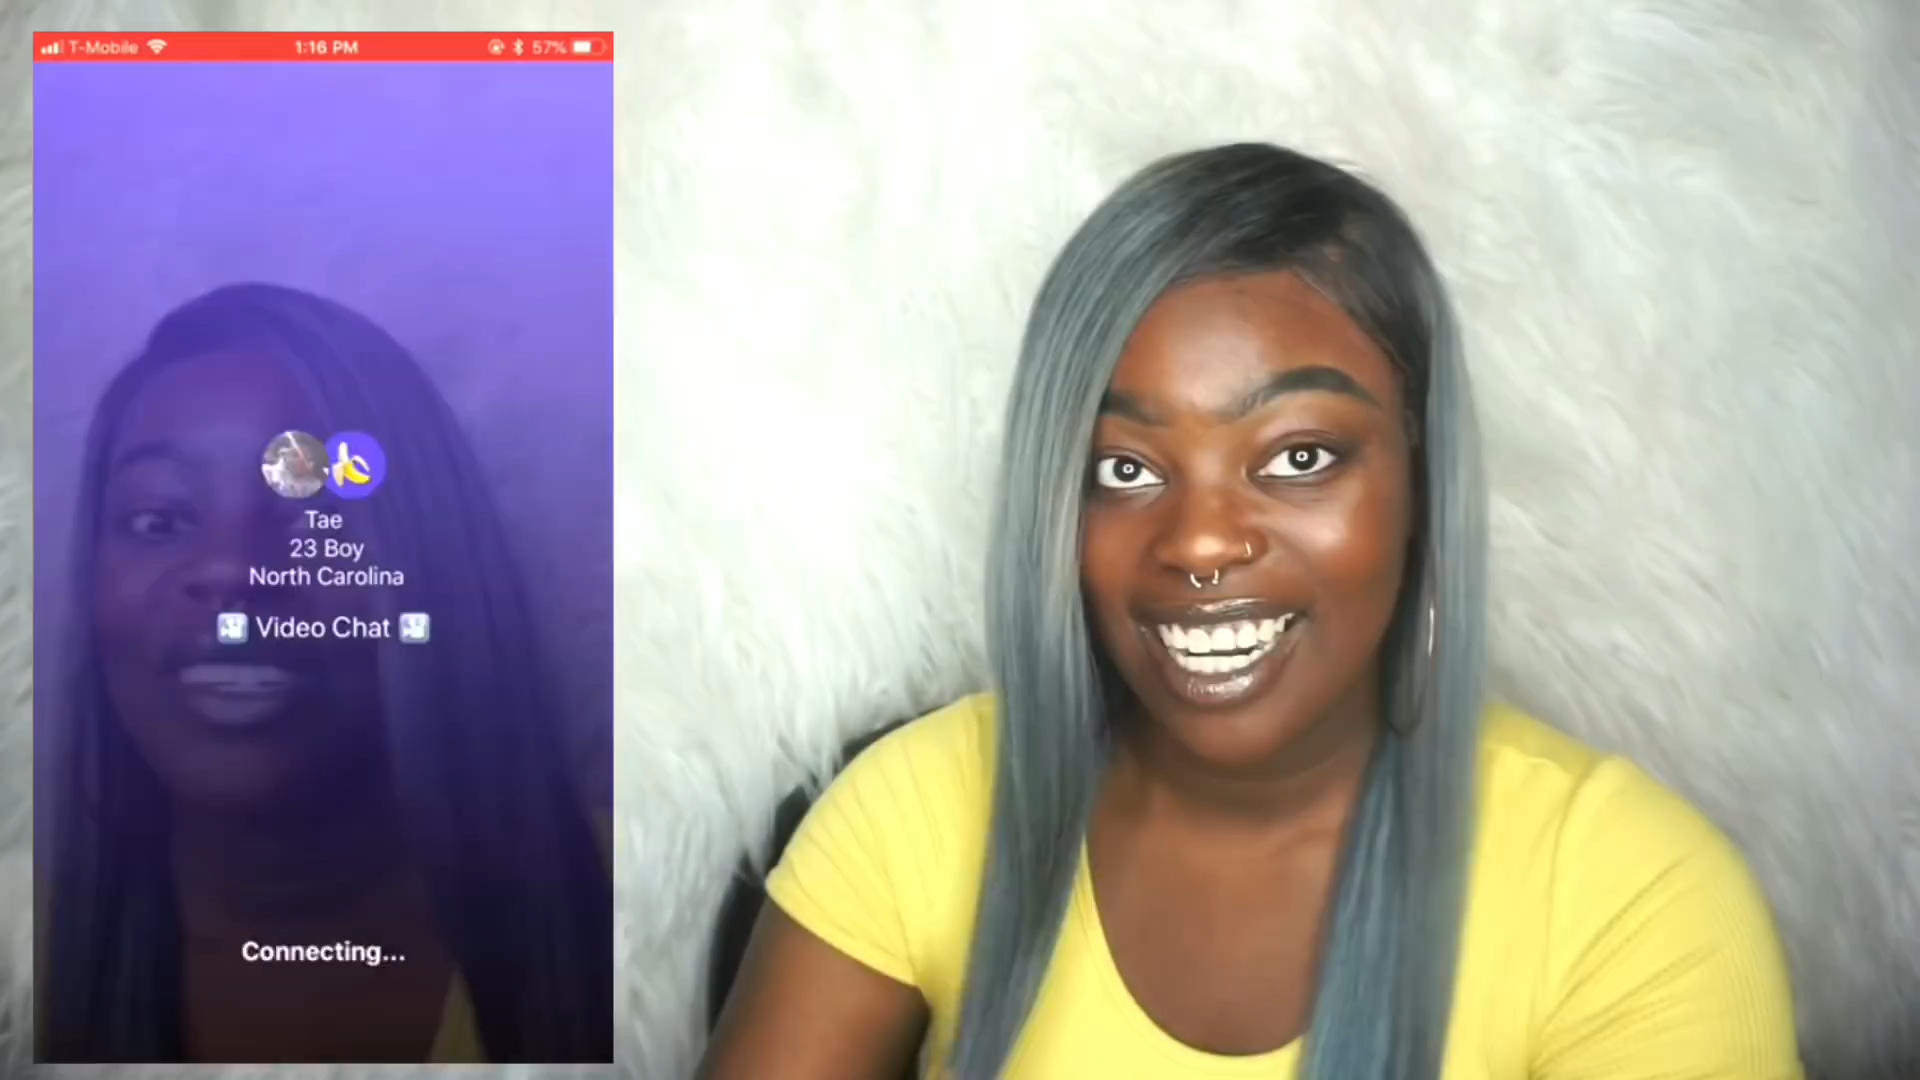 T-Mobile 1:16 PM 57%
Tae
23 Boy
North Carolina
Video Chat
Connecting...